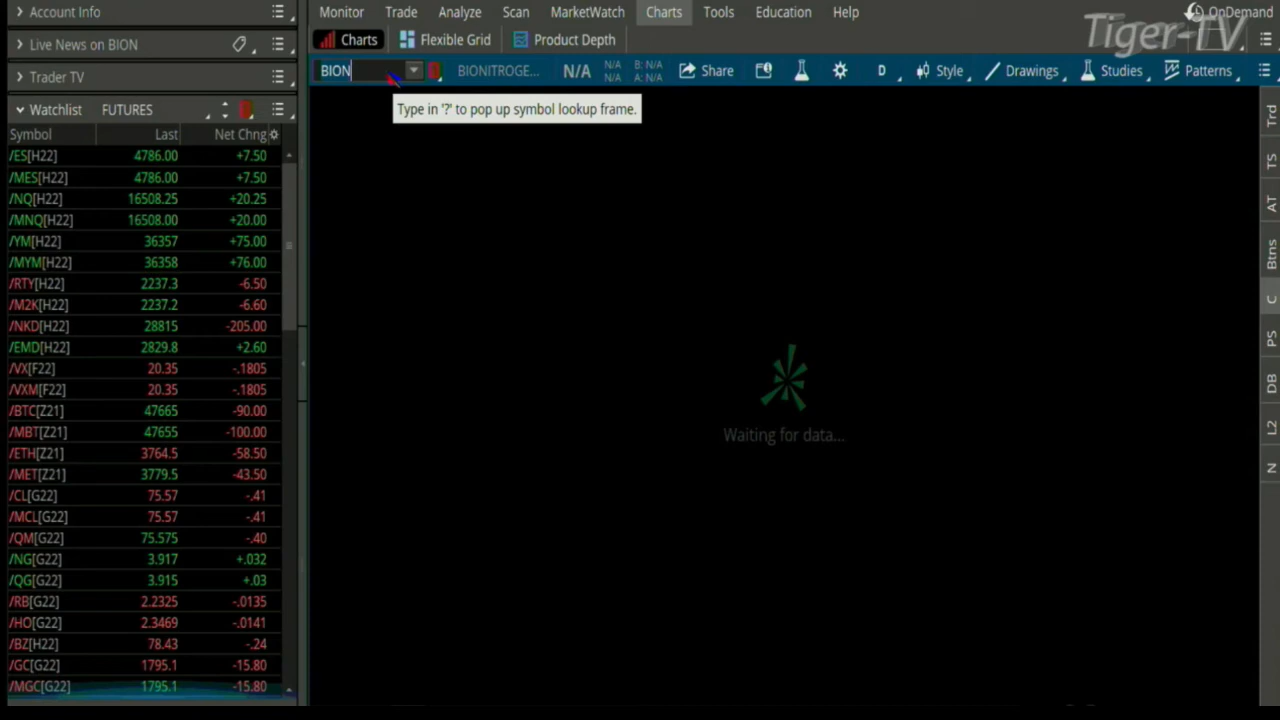 Account Info
Live News on BION
Trader TV
Watchlist FUTURES
Symbol Last Net Chng
/ES[H22] 4786.00 +7.50
/MES[H22] 4786.00 +7.50
/NQ[H22] 16508.25 +20.25
/MNQ[H22] 16508.00 +20.00
/YM[H22] 36357 +75.00
/MYM[H22] 36358 +76.00
/RTY[H22] 2237.3 -6.50
/M2K[H22] 2237.2 -6.60
/NKD[H22] 28815 -205.00
/EMD[H22] 2829.8 +2.60
/VX[F22] 20.35 -.1805
/VXM[F22] 20.35 -.1805
/BTC[Z21] 47665 -90.00
/MBT[Z21] 47655 -100.00
/ETH[Z21] 3764.5 -58.50
/MET[Z21] 3779.5 -43.50
/CL[G22] 75.57 -.41
/MCL[G22] 75.57 -.41
/QM[G22] 75.575 -.40
/NG[G22] 3.917 +.032
/QG[G22] 3.915 +.03
/RB[G22] 2.2325 -.0135
/HO[G22] 2.3469 -.0141
/BZ[H22] 78.43 -.24
/GC[G22] 1795.1 -15.80
/MGC[G22] 1795.1 -15.80
Monitor Trade Analyze Scan MarketWatch Charts Tools Education Help OnDemand
Tiger-TV
Charts Flexible Grid Product Depth
BION BIONITROGE... N/A N/A N/A B: N/A A: N/A Share D Style Drawings Studies Patterns
Type in '?' to pop up symbol lookup frame.
Waiting for data...
Trd
TS
AT
Btns
C
PS
DB
L2
N